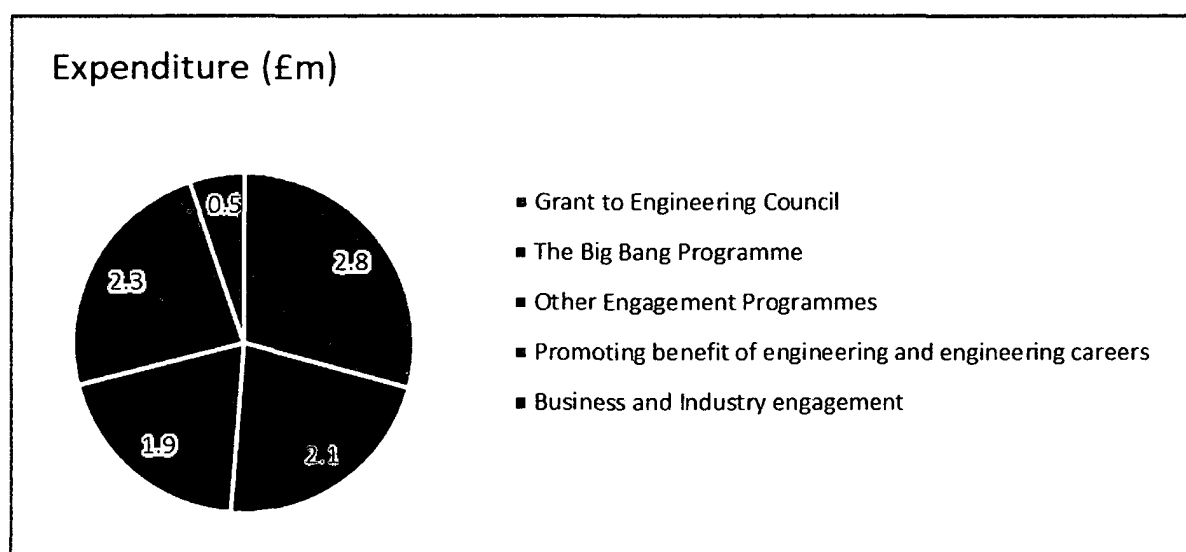 Expenditure (£m)
0.5
2.8
2.3
1.9
2.1
Grant to Engineering Council
The Big Bang Programme
Other Engagement Programmes
Promoting benefit of engineering and engineering careers
Business and Industry engagement